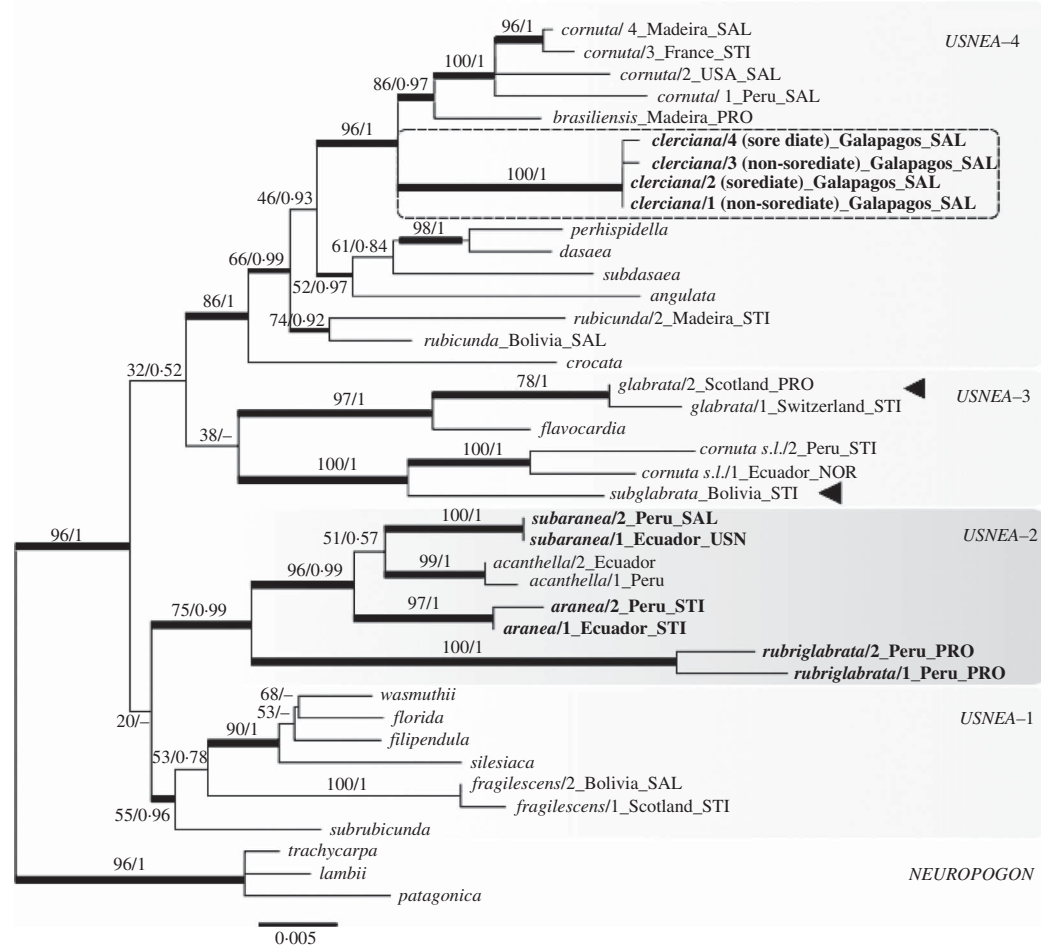 96/1
cornuta/ 4_Madeira_SAL
USNEA–4
cornuta/3_France_STI
100/1
cornuta/2_USA_SAL
86/0·97
cornuta/ 1_Peru_SAL
brasiliensis_Madeira_PRO
96/1
clerciana/4 (sore diate)_Galapagos_SAL
clerciana/3 (non-sorediate)_Galapagos_SAL
100/1
clerciana/2 (sorediate)_Galapagos_SAL
clerciana/1 (non-sorediate)_Galapagos_SAL
46/0·93
98/1
perhispidella
61/0·84
dasaea
66/0·99
subdasaea
52/0·97
angulata
86/1
74/0·92
rubicunda/2_Madeira_STI
rubicunda_Bolivia_SAL
crocata
32/0·52
78/1
glabrata/2_Scotland_PRO
USNEA–3
97/1
glabrata/1_Switzerland_STI
38/–
flavocardia
100/1
cornuta s.l./2_Peru_STI
100/1
cornuta s.l./1_Ecuador_NOR
subglabrata_Bolivia_STI
100/1
subaranea/2_Peru_SAL
96/1
51/0·57
subaranea/1_Ecuador_USN
USNEA–2
99/1
acanthella/2_Ecuador
96/0·99
acanthella/1_Peru
75/0·99
97/1
aranea/2_Peru_STI
aranea/1_Ecuador_STI
100/1
rubriglabrata/2_Peru_PRO
rubriglabrata/1_Peru_PRO
68/–
wasmuthii
53/–
florida
USNEA–1
20/–
90/1
filipendula
53/0·78
silesiaca
100/1
fragilescens/2_Bolivia_SAL
fragilescens/1_Scotland_STI
55/0·96
subrubicunda
trachycarpa
96/1
lambii
NEUROPOGON
patagonica
0·005